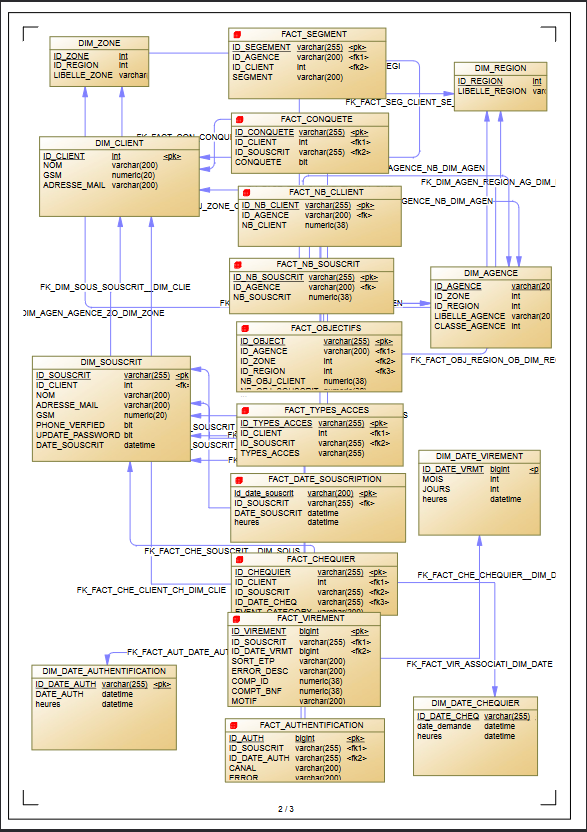 FACT_SEGMENT
ID_SEGEMENT varchar(255) <pk>
ID_AGENCE varchar(200) <fk1>
ID_CLIENT int <fk2>
SEGMENT varchar(200)
DIM_ZONE
ID_ZONE int
ID_REGION int
LIBELLE_ZONE varchar
DIM_REGION
ID_REGION int
LIBELLE_REGION varc
EGI
FK_FACT_SEG_CLIENT_SE_
FACT_CONQUETE
ID_CONQUETE varchar(255) <pk>
ID_CLIENT int <fk1>
ID_SOUSCRIT varchar(255) <fk2>
CONQUETE bit
DIM_CLIENT
ID_CLIENT int <pk>
NOM varchar(200)
GSM numeric(20)
ADRESSE_MAIL varchar(200)
AGENCE_NB_DIM_AGEN
FK_DIM_AGEN_REGION_AG_DIM_
FACT_NB_CLLIENT
ID_NB_CLIENT varchar(255) <pk>
ID_AGENCE varchar(200) <fk>
NB_CLIENT numeric(38)
GENCE_NB_DIM_AGEN
FACT_NB_SOUSCRIT
ID_NB_SOUSCRIT varchar(255) <pk>
ID_AGENCE varchar(200) <fk>
NB_SOUSCRIT numeric(38)
DIM_AGENCE
ID_AGENCE varchar(20
ID_ZONE int
ID_REGION int
LIBELLE_AGENCE varchar(20
CLASSE_AGENCE int
FK_DIM_SOUS_SOUSCRIT__DIM_CLIE
DIM_AGEN_AGENCE_ZO_DIM_ZONE
FACT_OBJECTIFS
ID_OBJECT varchar(255) <pk>
ID_AGENCE varchar(200) <fk1>
ID_ZONE int <fk2>
ID_REGION int <fk3>
NB_OBJ_CLIENT numeric(38)
FK_FACT_OBJ_REGION_OB_DIM_RE
DIM_SOUSCRIT
ID_SOUSCRIT varchar(255) <pk
ID_CLIENT int <fk
NOM varchar(200)
ADRESSE_MAIL varchar(200)
GSM numeric(20)
PHONE_VERFIED bit
UPDATE_PASSWORD bit
DATE_SOUSCRIT datetime
FACT_TYPES_ACCES
ID_TYPES_ACCES varchar(255) <pk>
ID_CLIENT int <fk1>
ID_SOUSCRIT varchar(255) <fk2>
TYPES_ACCES varchar(255)
DIM_DATE_VIREMENT
ID_DATE_VRMT bigint <p
MOIS int
JOURS int
heures datetime
FACT_DATE_SOUSCRIPTION
id_date_souscrit varchar(200) <pk>
ID_SOUSCRIT varchar(255) <fk>
DATE_SOUSCRIT datetime
heures datetime
FK_FACT_CHE_SOUSCRIT__DIM_SOUS
FACT_CHEQUIER
ID_CHEQUIER varchar(255) <pk>
ID_CLIENT int <fk1>
ID_SOUSCRIT varchar(255) <fk2>
ID_DATE_CHEQ varchar(255) <fk3>
FK_FACT_CHE_CHEQUIER__DIM_D
FK_FACT_CHE_CLIENT_CH_DIM_CLIE
FACT_VIREMENT
ID_VIREMENT bigint <pk>
ID_SOUSCRIT varchar(255) <fk1>
ID_DATE_VRMT bigint <fk2>
SORT_ETP varchar(200)
ERROR_DESC varchar(200)
COMP_ID numeric(38)
COMPT_BNF numeric(38)
MOTIF varchar(200)
FK_FACT_AUT_DATE_AUT
FK_FACT_VIR_ASSOCIATI_DIM_DATE
DIM_DATE_AUTHENTIFICATION
ID_DATE_AUTH varchar(255) <pk>
DATE_AUTH datetime
heures datetime
DIM_DATE_CHEQUIER
ID_DATE_CHEQ varchar(255)
date_demande datetime
heures datetime
FACT_AUTHENTIFICATION
ID_AUTH bigint <pk>
ID_SOUSCRIT varchar(255) <fk1>
ID_DATE_AUTH varchar(255) <fk2>
CANAL varchar(200)
ERROR varchar(200)
2 / 3